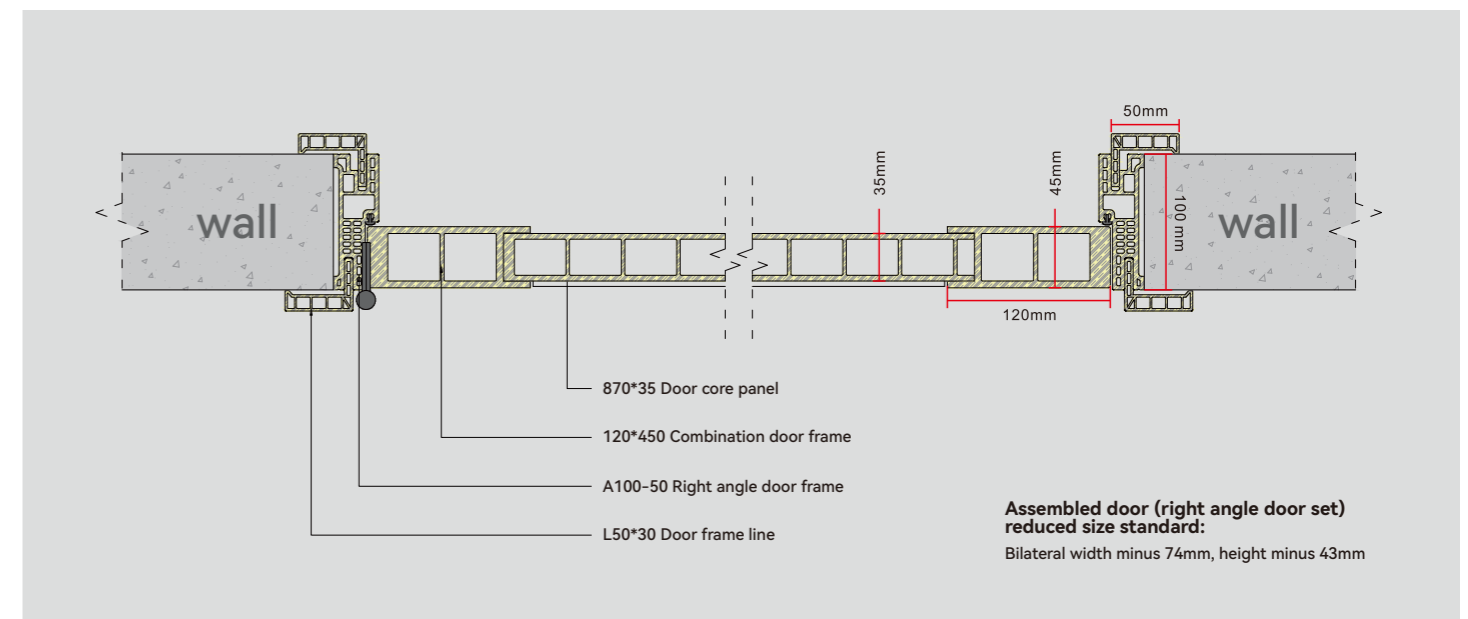 50mm
35mm
45mm
wall
100 mm
wall
120mm
870*35 Door core panel
120*450 Combination door frame
A100-50 Right angle door frame
L50*30 Door frame line
Assembled door (right angle door set)
reduced size standard:
Bilateral width minus 74mm, height minus 43mm